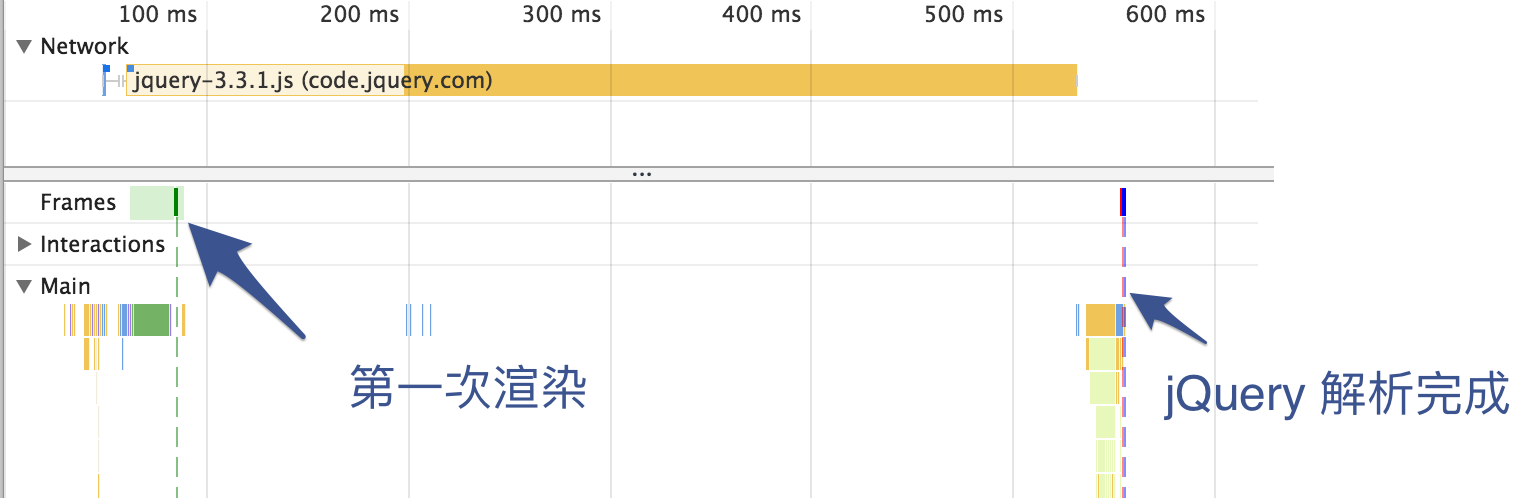 100 ms 200 ms 300 ms 400 ms 500 ms 600 ms
Network
jquery-3.3.1.js (code.jquery.com)
...
Frames
Interactions
Main
第一次渲染
jQuery 解析完成